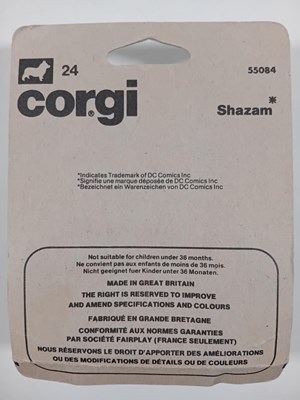 24
55084
corgi®
Shazam*
*Indicates Trademark of DC Comics Inc
*Signifie une marque déposée de DC Comics Inc
*Bezeichnet ein Warenzeichen von DC Comics Inc
Not suitable for children under 36 months.
Ne convient pas aux enfants de moins de 36 mois.
Nicht geeignet fuer Kinder unter 36 Monaten.
MADE IN GREAT BRITAIN
THE RIGHT IS RESERVED TO IMPROVE
AND AMEND SPECIFICATIONS AND COLOURS
FABRIQUÉ EN GRANDE BRETAGNE
CONFORMITÉ AUX NORMES GARANTIES
PAR SOCIÉTÉ FAIRPLAY (FRANCE SEULEMENT)
NOUS RÉSERVONS LE DROIT D'APPORTER DES AMÉLIORATIONS
OU DES MODIFICATIONS DE DÉTAILS OU DE COULEURS